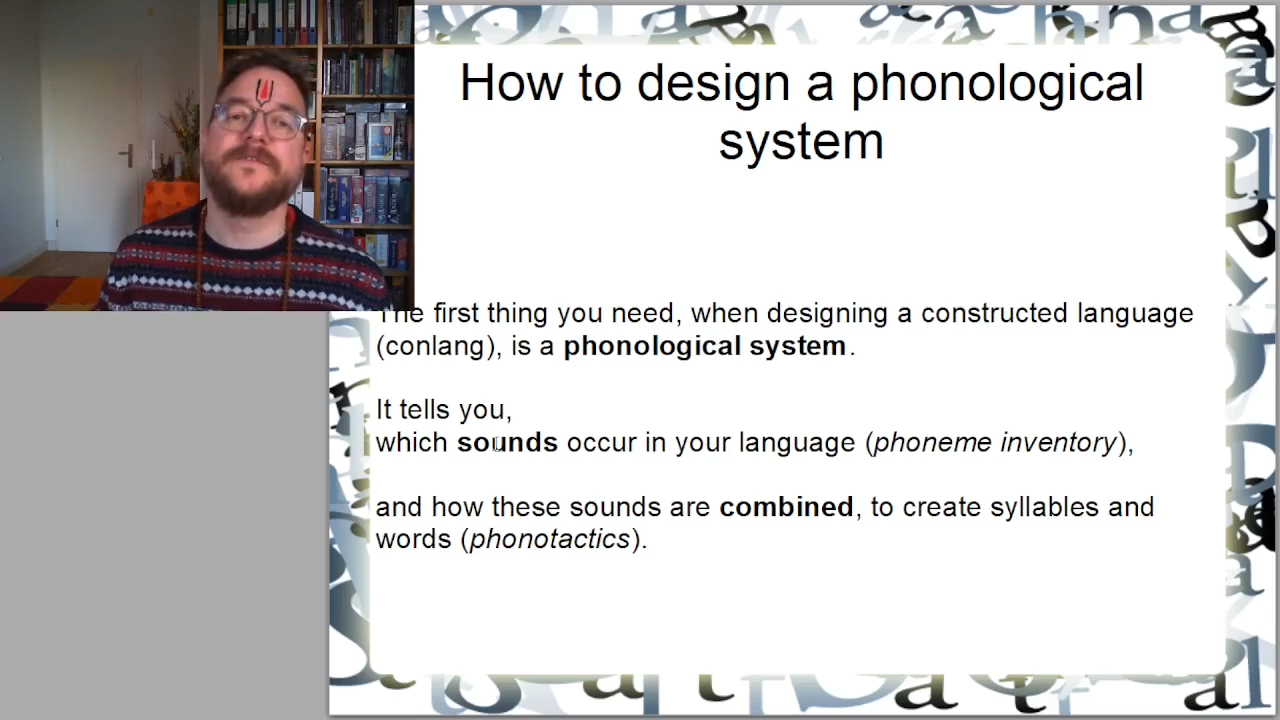 How to design a phonological
system
The first thing you need, when designing a constructed language
(conlang), is a phonological system.
It tells you,
which sounds occur in your language (phoneme inventory),
and how these sounds are combined, to create syllables and
words (phonotactics).